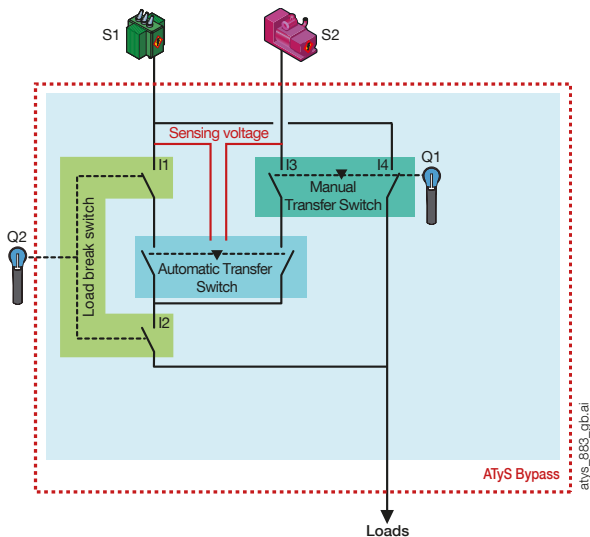 S1
S2
Sensing voltage
I1
I3
I4
Q1
Manual
Transfer Switch
Q2
Load break switch
Automatic Transfer
Switch
I2
ATyS Bypass
atys_883_gb.ai
Loads